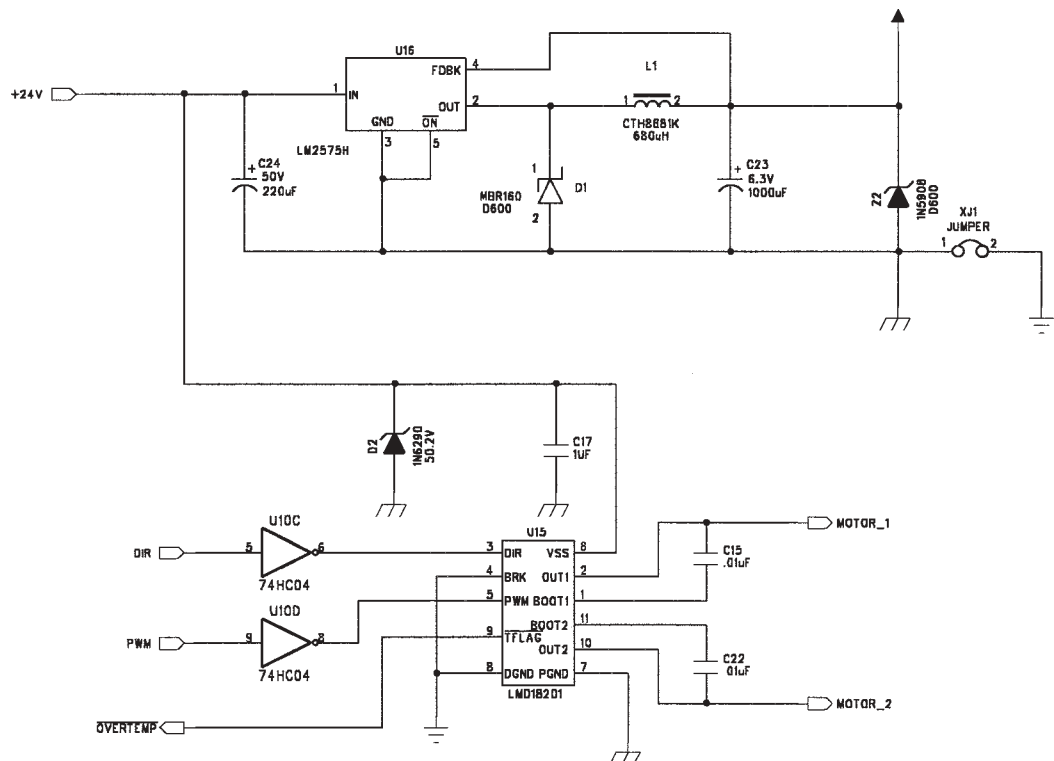 U16
FDBK 4
L1
+24V
1 IN
OUT 2
1 2
GND ON
3 5
LM2575H
CTH8681K
680uH
+ C24
50V
220uF
1
D1
MBR160
D600
2
+ C23
6.3V
1000uF
Z2
1N5908
D600
XJ1
JUMPER
1 2
D2
1N6290
50.2V
C17
1UF
U10C
U15
MOTOR_1
DIR 5 6 3 DIR VSS 6
74HC04
4 BRK OUT1 2
C15
.01uF
U10D
5 PWM BOOT1 1
BOOT2 11
PWM 9 8
9 TFLAG
OUT2 10
C22
.01uF
74HC04
8 DGND PGND 7
LMD18201
MOTOR_2
OVERTEMP